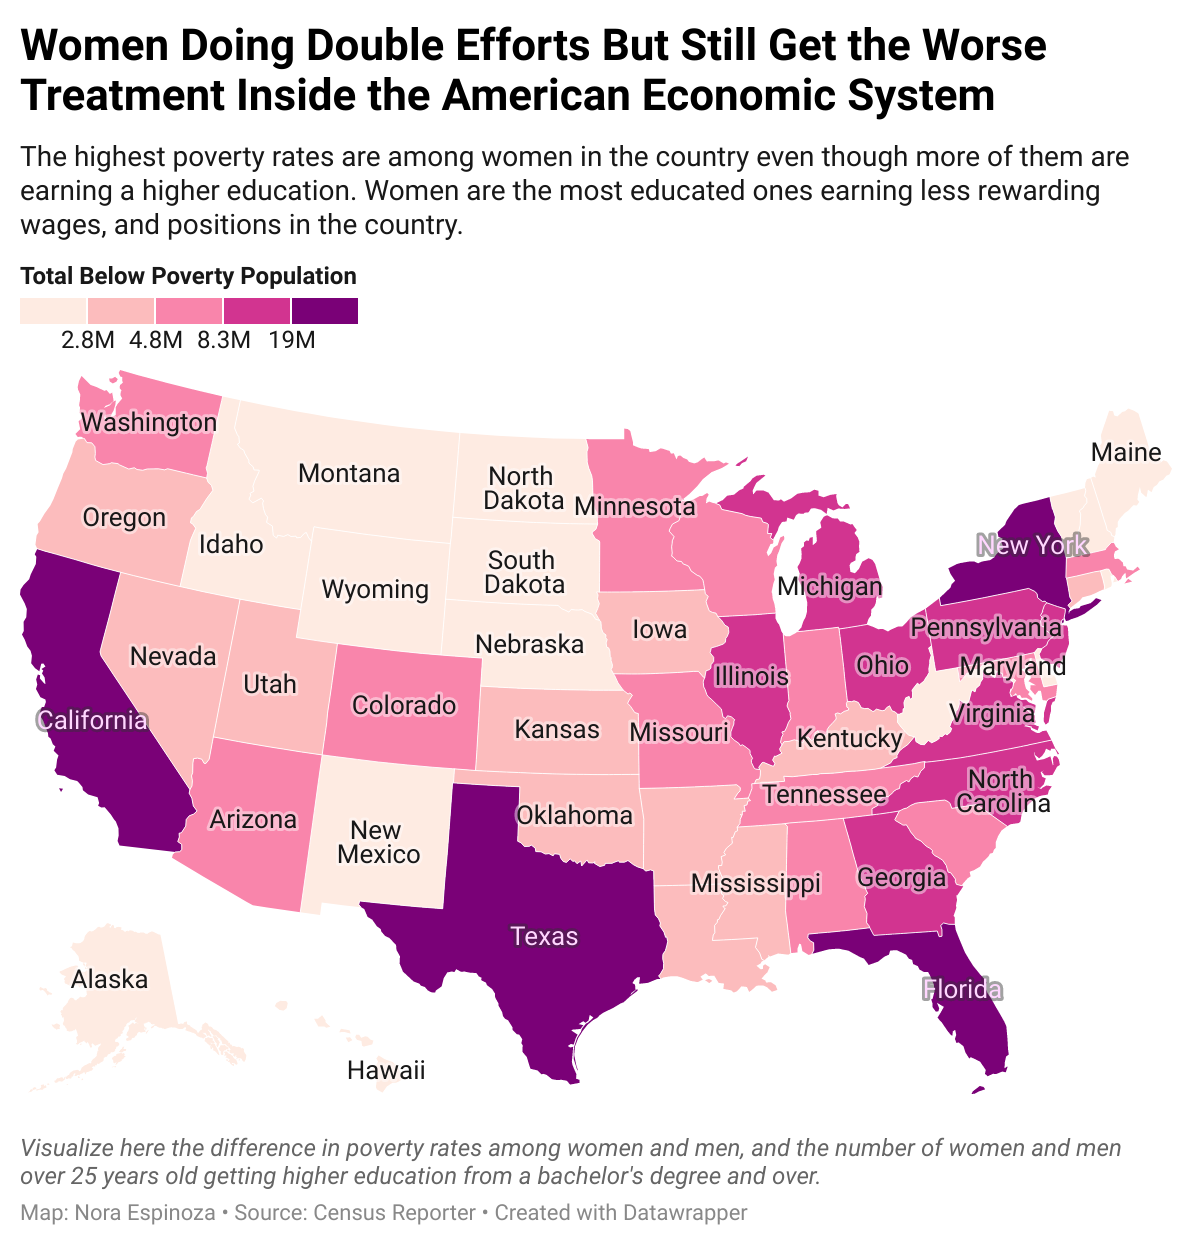 Women Doing Double Efforts But Still Get the Worse
Treatment Inside the American Economic System
The highest poverty rates are among women in the country even though more of them are
earning a higher education. Women are the most educated ones earning less rewarding
wages, and positions in the country.
Total Below Poverty Population
2.8M 4.8M 8.3M 19M
Washington
Maine
Montana
North
Dakota
Minnesota
Oregon
Idaho
New York
South
Dakota
Wyoming
Michigan
Nebraska
Iowa
Pennsylvania
Nevada
Ohio
Maryland
Utah
Illinois
Colorado
Virginia
California
Kansas
Missouri
Kentucky
North
Carolina
Tennessee
Arizona
Oklahoma
New
Mexico
Mississippi
Georgia
Texas
Alaska
Florida
Hawaii
Visualize here the difference in poverty rates among women and men, and the number of women and men
over 25 years old getting higher education from a bachelor's degree and over.
Map: Nora Espinoza • Source: Census Reporter • Created with Datawrapper